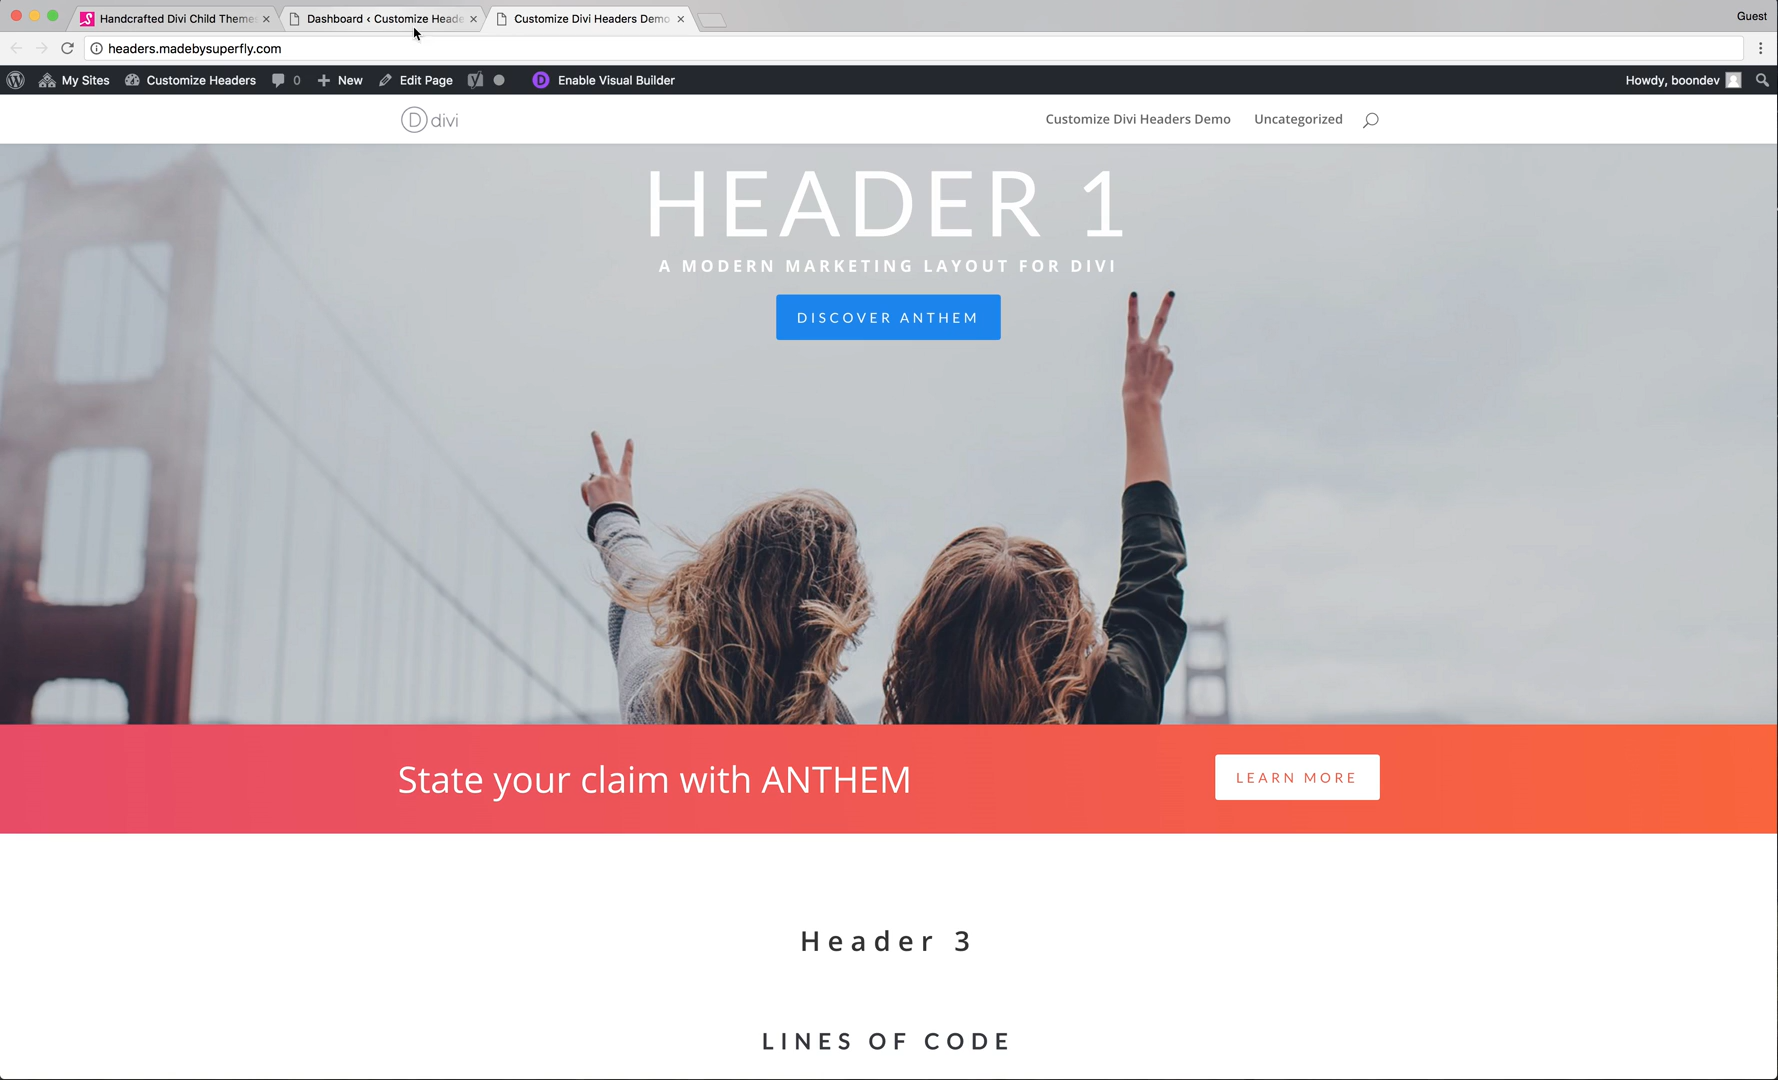 Handcrafted Divi Child Theme
Dashboard ‹ Customize Heade
Customize Divi Headers Demo
Guest
headers.madebysuperfly.com
My Sites
Customize Headers
0
New
Edit Page
Enable Visual Builder
Howdy, boondev
D divi
Customize Divi Headers Demo
Uncategorized
HEADER 1
A MODERN MARKETING LAYOUT FOR DIVI
DISCOVER ANTHEM
State your claim with ANTHEM
LEARN MORE
Header 3
LINES OF CODE